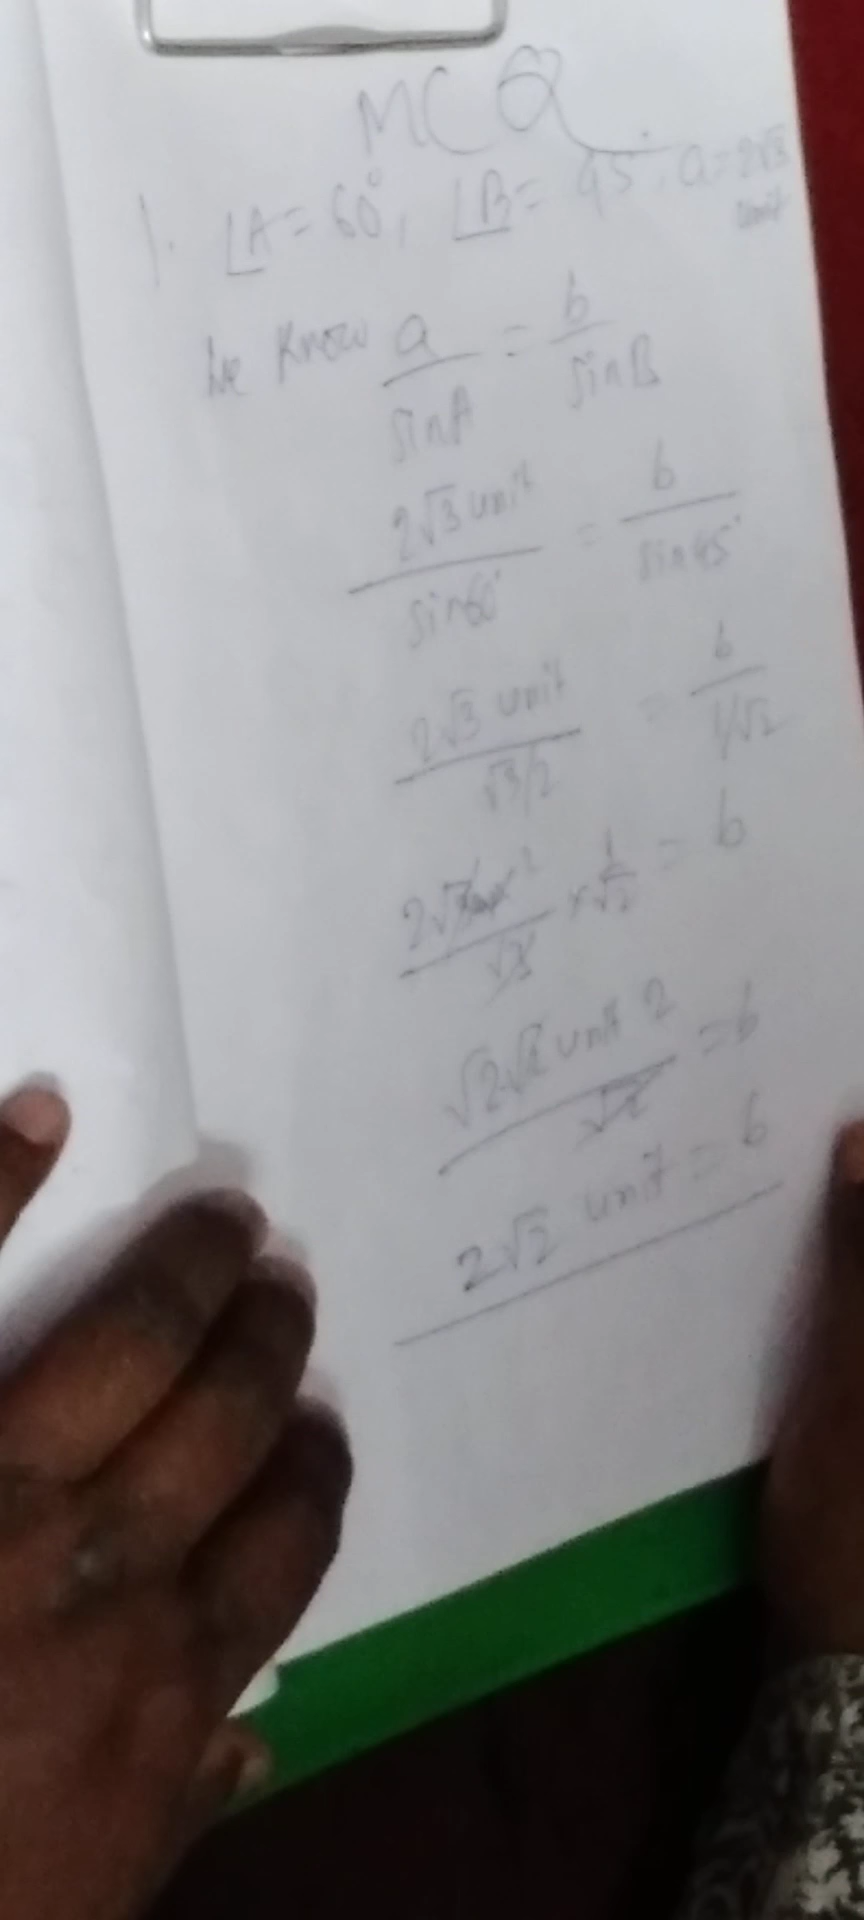 MCQ
1. ∠A = 60°, ∠B = 45°, a = 2√3 unit
We know a/sinA = b/sinB
2√3 unit/sin60° = b/sin45°
2√3 unit/√3/2 = b/1/√2
× 1/√2 = b
= b
2√2 unit = b